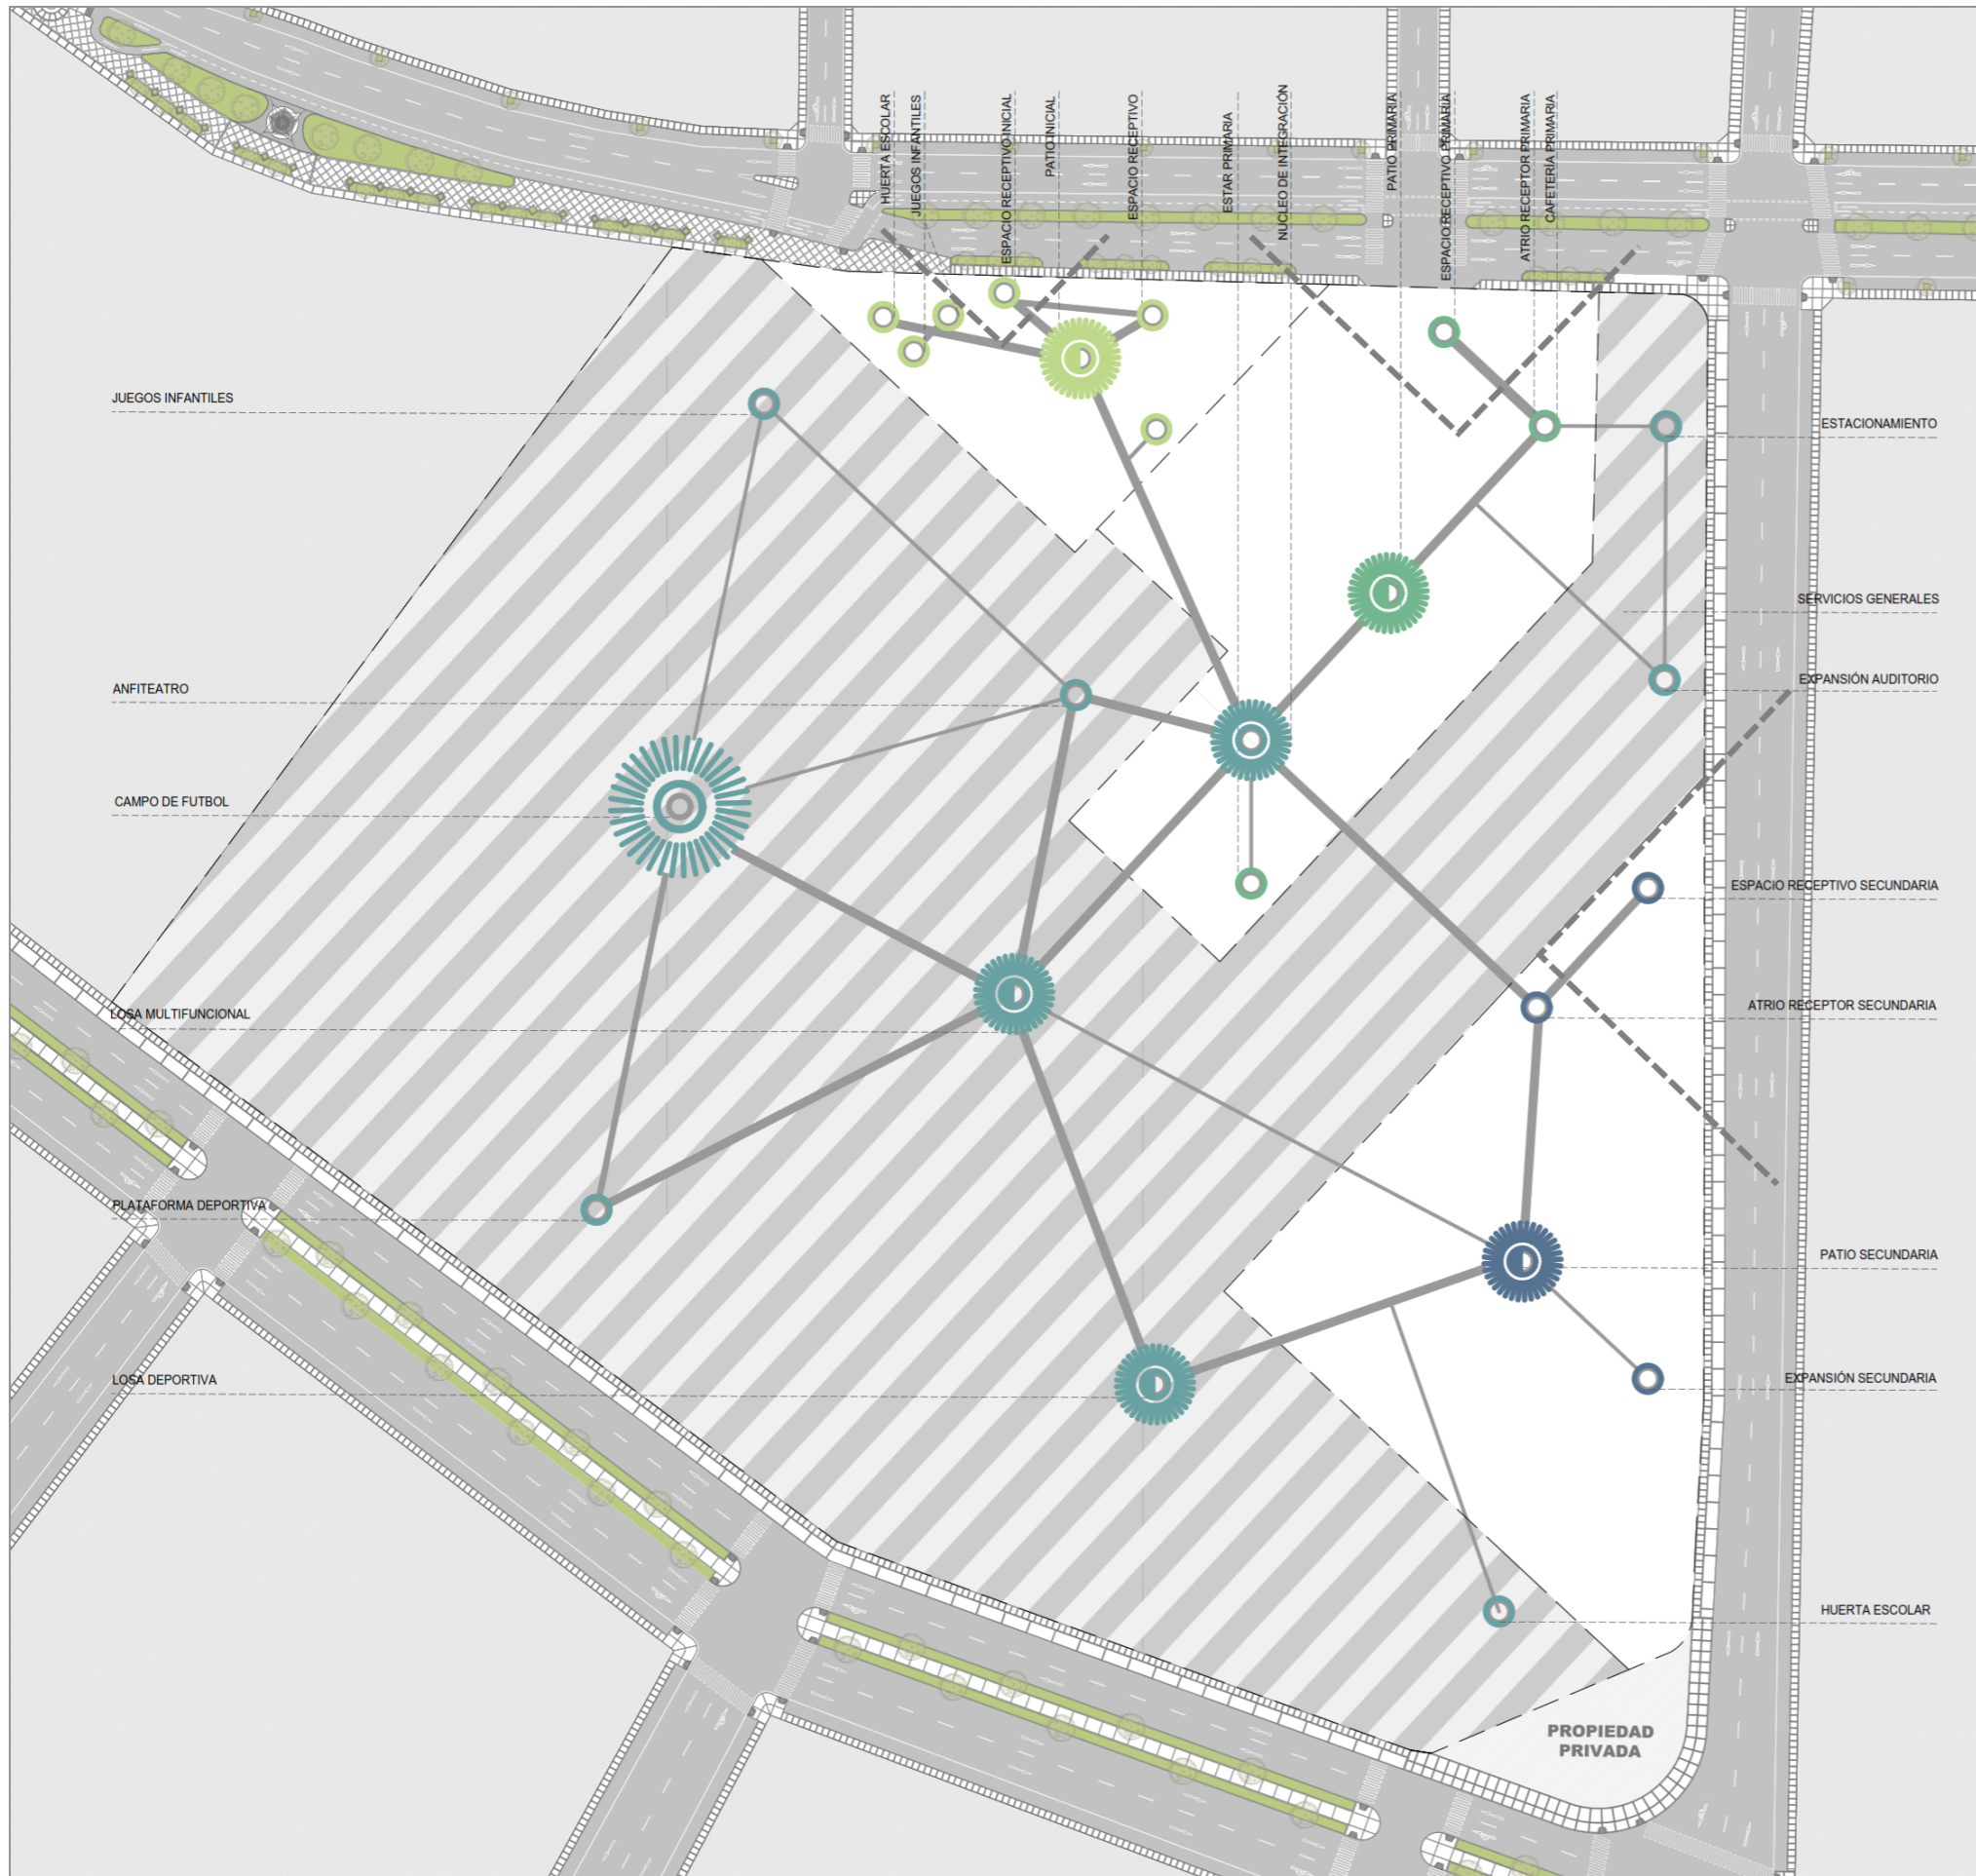 HUERTA ESCOLAR
JUEGOS INFANTILES
ESPACIO RECEPTIVO INICIAL
PATIO INICIAL
ESPACIO RECEPTIVO
ESTAR PRIMARIA
NUCLEO DE INTEGRACIÓN
PATIO PRIMARIA
ESPACIO RECEPTIVO PRIMARIA
ATRIO RECEPTOR PRIMARIA
CAFETERÍA PRIMARIA
JUEGOS INFANTILES
ESTACIONAMIENTO
SERVICIOS GENERALES
EXPANSIÓN AUDITORIO
ANFITEATRO
CAMPO DE FUTBOL
ESPACIO RECEPTIVO SECUNDARIA
ATRIO RECEPTOR SECUNDARIA
LOSA MULTIFUNCIONAL
PLATAFORMA DEPORTIVA
PATIO SECUNDARIA
LOSA DEPORTIVA
EXPANSIÓN SECUNDARIA
HUERTA ESCOLAR
PROPIEDAD
PRIVADA